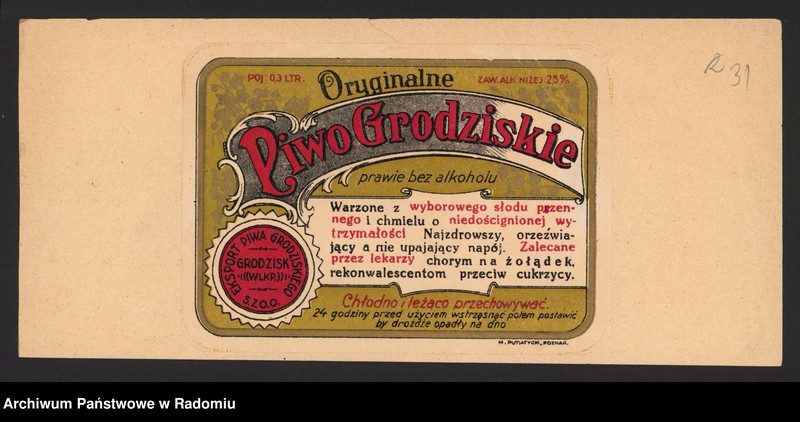 POJ: 0,3 LTR.
Oryginalne
ZAW. ALK. NIŻEJ 2.5%
Piwo Grodziskie
prawie bez alkoholu
Warzone z wyborowego słodu pszen-
nego i chmielu o niedoścignionej wy-
trzymałości Najzdrowszy, orzeźwia-
jący a nie upajający napój. Zalecane
przez lekarzy chorym na żołądek,
rekonwalescentom przeciw cukrzycy.
EKSPORT PIWA GRODZISKIEGO
GRODZISK
(((WLKP.)))
S.Z.O.O.
Chłodno i leżąco przechowywać.
24 godziny przed użyciem wstrząsnąć potem postawić
by drożdże opadły na dno
M. PUTIATYCKI, POZNAŃ.
31
Archiwum Państwowe w Radomiu